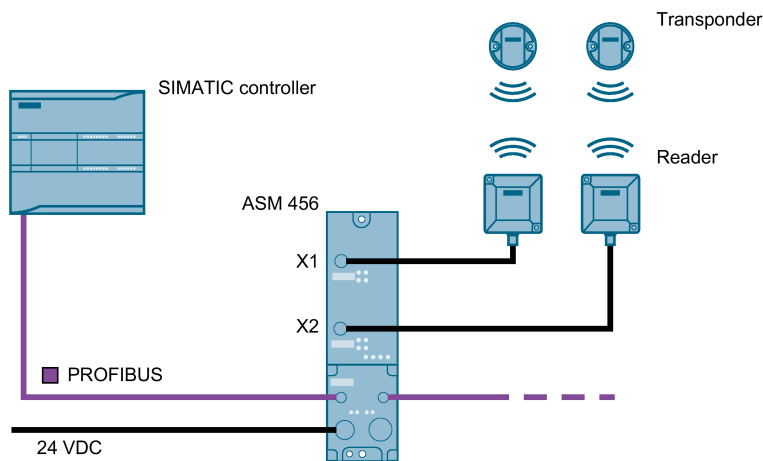 Transponder
SIMATIC controller
Reader
ASM 456
X1
X2
PROFIBUS
24 VDC